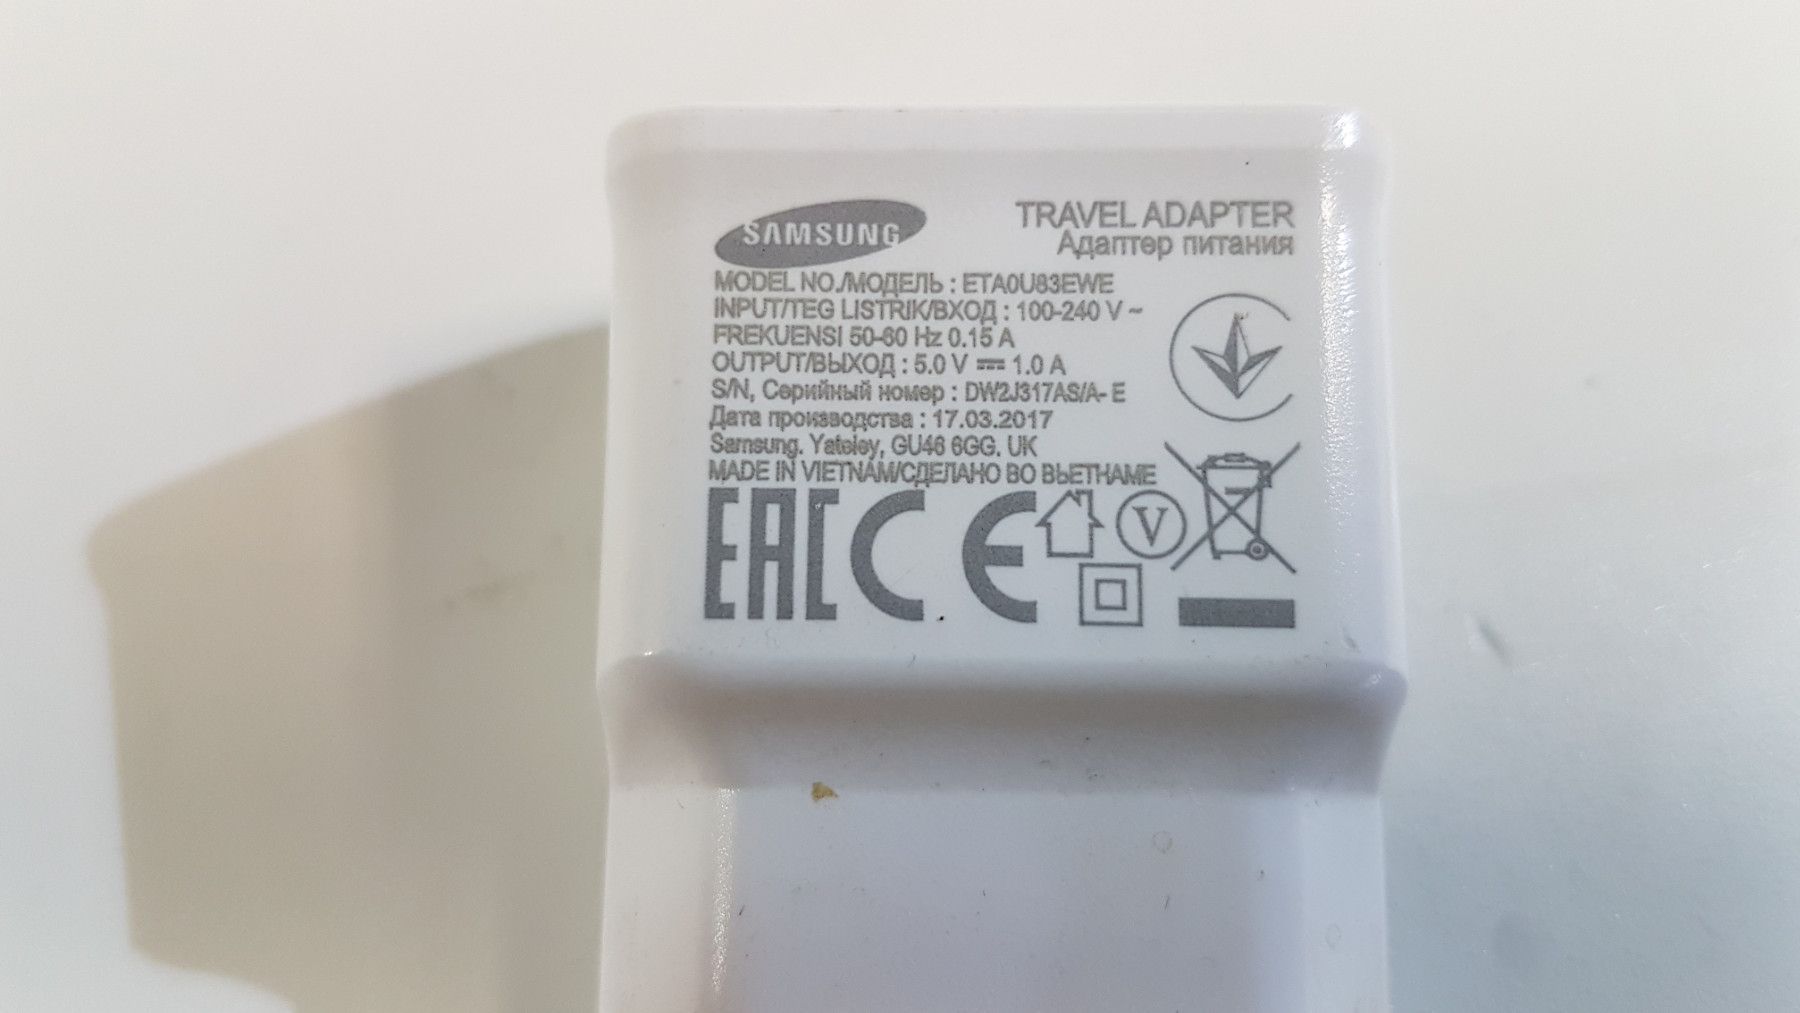 SAMSUNG
TRAVEL ADAPTER
Адаптер питания
MODEL NO./МОДЕЛЬ : ETA0U83EWE
INPUT/TEG LISTRIK/ВХОД : 100-240 V ~
FREKUENSI 50-60 Hz 0.15 A
OUTPUT/ВЫХОД : 5.0 V ⎓ 1.0 A
S/N, Серийный номер : DW2J317AS/A- E
Дата производства : 17.03.2017
Samsung. Yateley, GU46 6GG. UK
MADE IN VIETNAM/СДЕЛАНО ВО ВЬЕТНАМЕ
EAC CE V